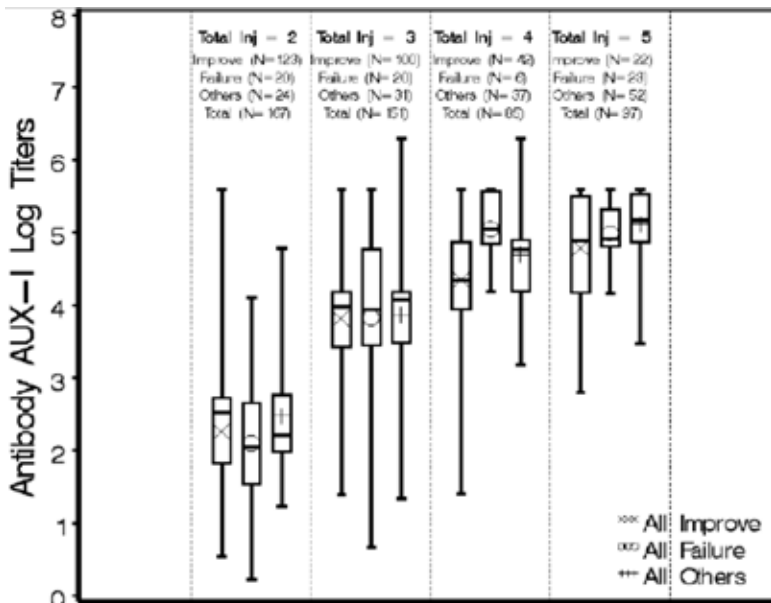 Antibody AUX-I Log Titers
8
7
6
5
4
3
2
1
0
Total Inj - 2
Improve (N=123)
Failure (N=20)
Others (N=24)
Total (N=167)
Total Inj - 3
Improve (N=100)
Failure (N=20)
Others (N=31)
Total (N=151)
Total Inj - 4
Improve (N=42)
Failure (N=6)
Others (N=37)
Total (N=85)
Total Inj - 5
Improve (N=22)
Failure (N=23)
Others (N=52)
Total (N=97)
All Improve
All Failure
All Others